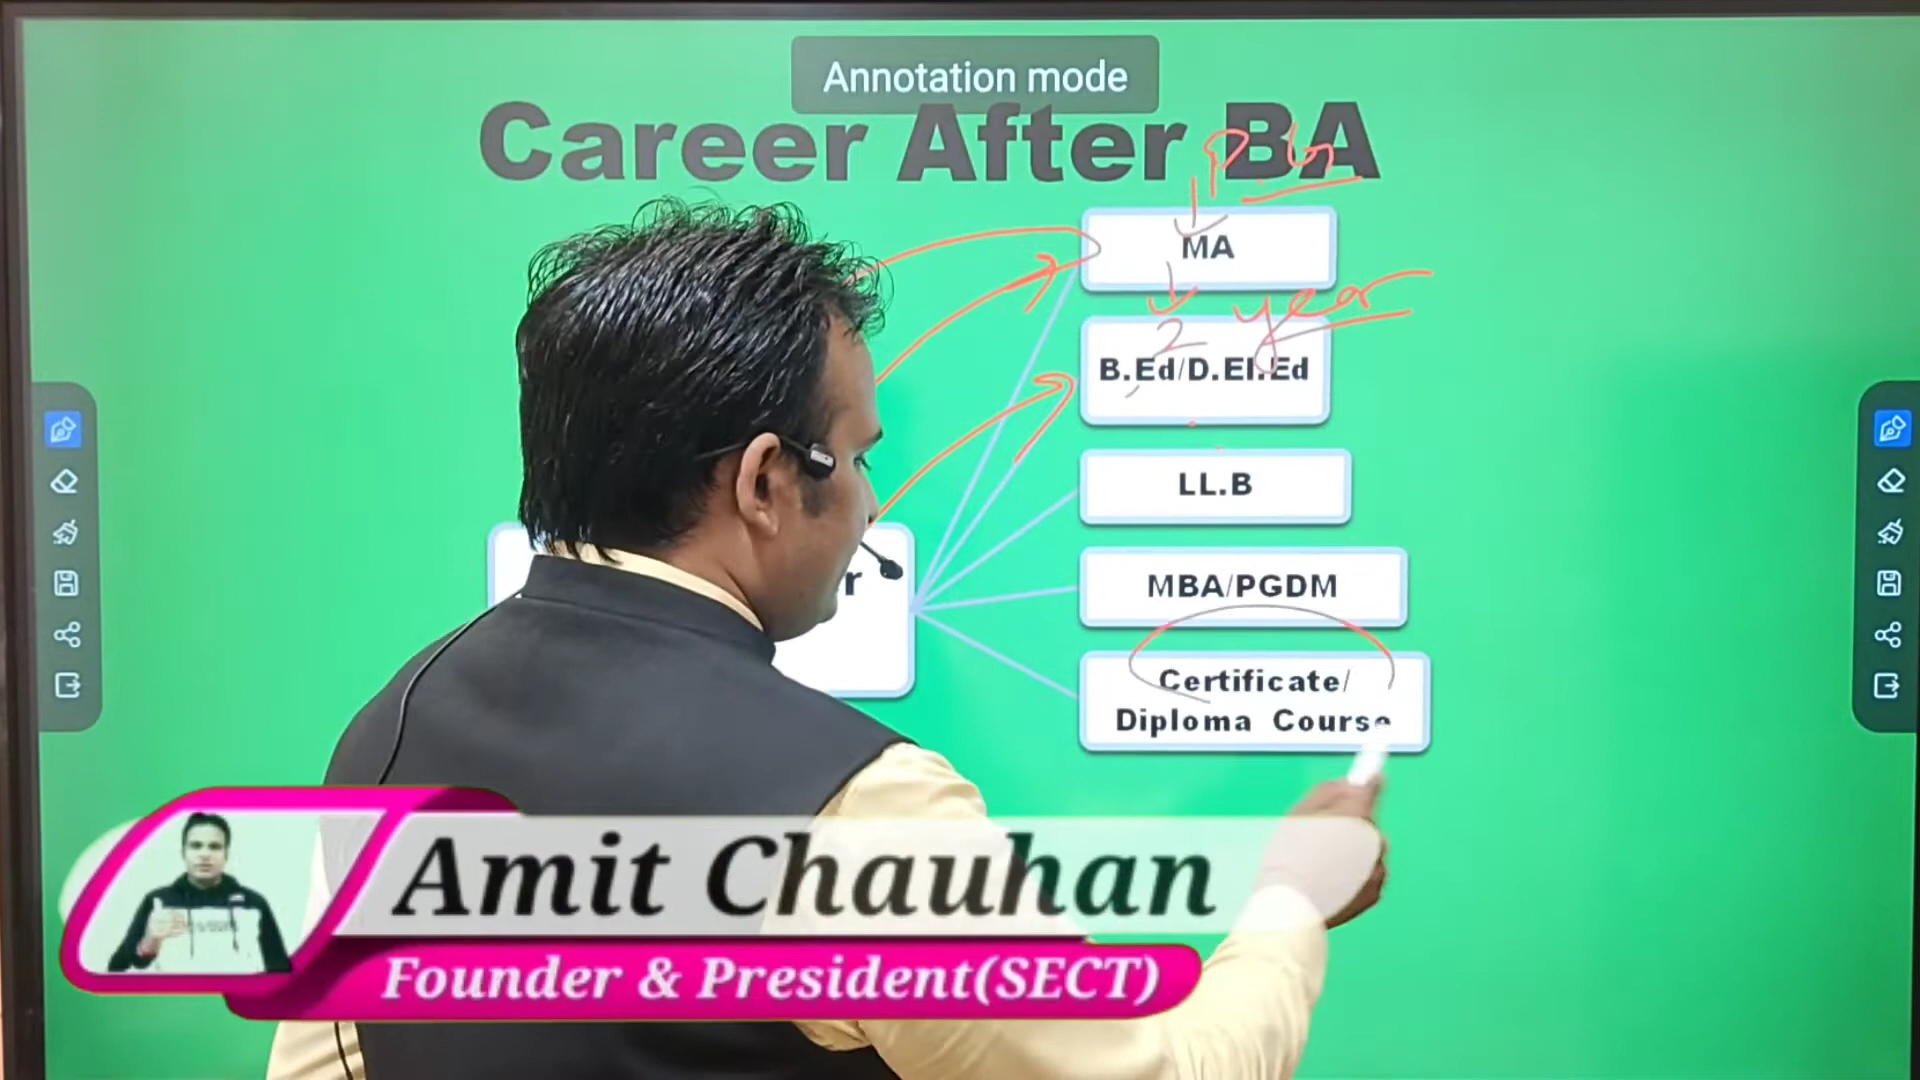 Annotation mode
Career After BA
P.G
MA
2 year
B.Ed/D.El.Ed
LL.B
r
MBA/PGDM
Certificate/
Diploma Course
Amit Chauhan
Founder & President(SECT)